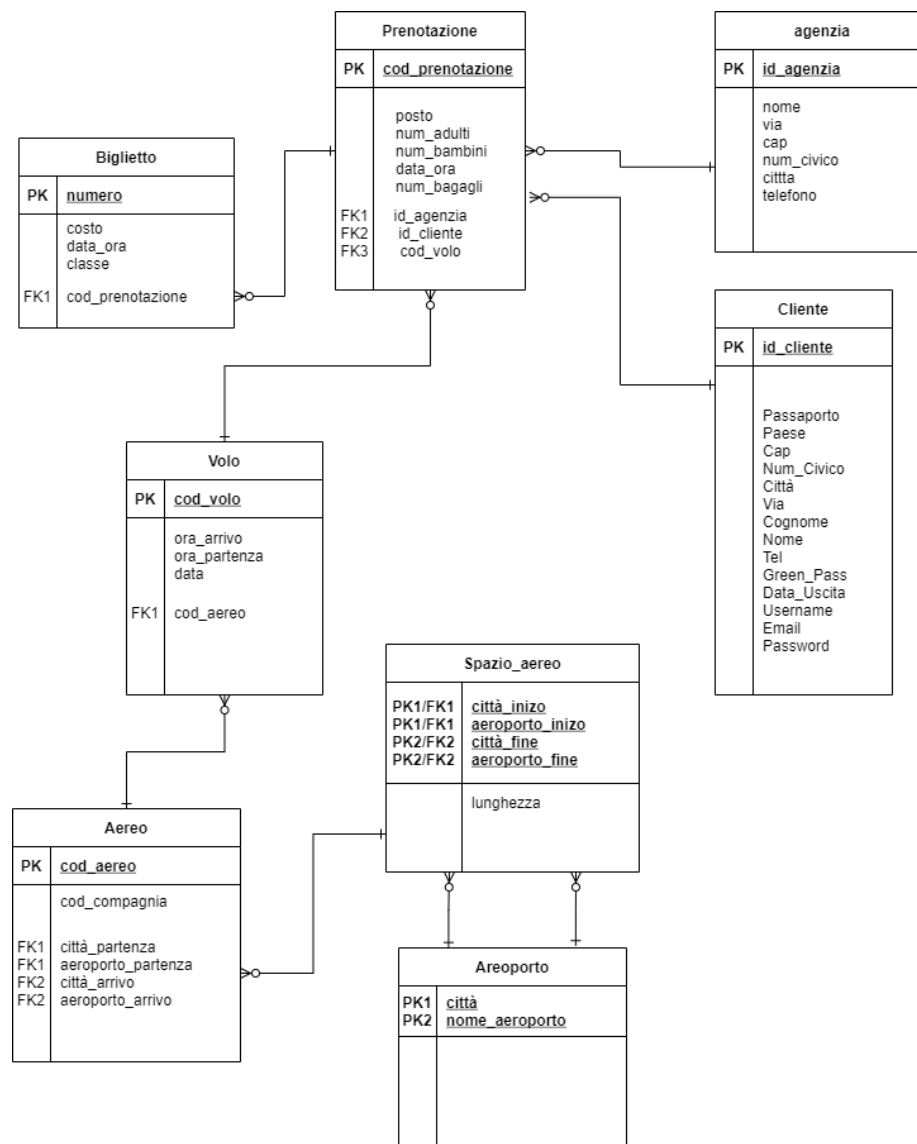 Prenotazione
PK cod_prenotazione
posto
num_adulti
num_bambini
data_ora
num_bagagli
FK1 id_agenzia
FK2 id_cliente
FK3 cod_volo
agenzia
PK id_agenzia
nome
via
cap
num_civico
cittta
telefono
Biglietto
PK numero
costo
data_ora
classe
FK1 cod_prenotazione
Cliente
PK id_cliente
Passaporto
Paese
Cap
Num_Civico
Città
Via
Cognome
Nome
Tel
Green_Pass
Data_Uscita
Username
Email
Password
Volo
PK cod_volo
ora_arrivo
ora_partenza
data
FK1 cod_aereo
Spazio_aereo
PK1/FK1 città_inizo
PK1/FK1 aeroporto_inizo
PK2/FK2 città_fine
PK2/FK2 aeroporto_fine
lunghezza
Aereo
PK cod_aereo
cod_compagnia
FK1 città_partenza
FK1 aeroporto_partenza
FK2 città_arrivo
FK2 aeroporto_arrivo
Areoporto
PK1 città
PK2 nome_aeroporto